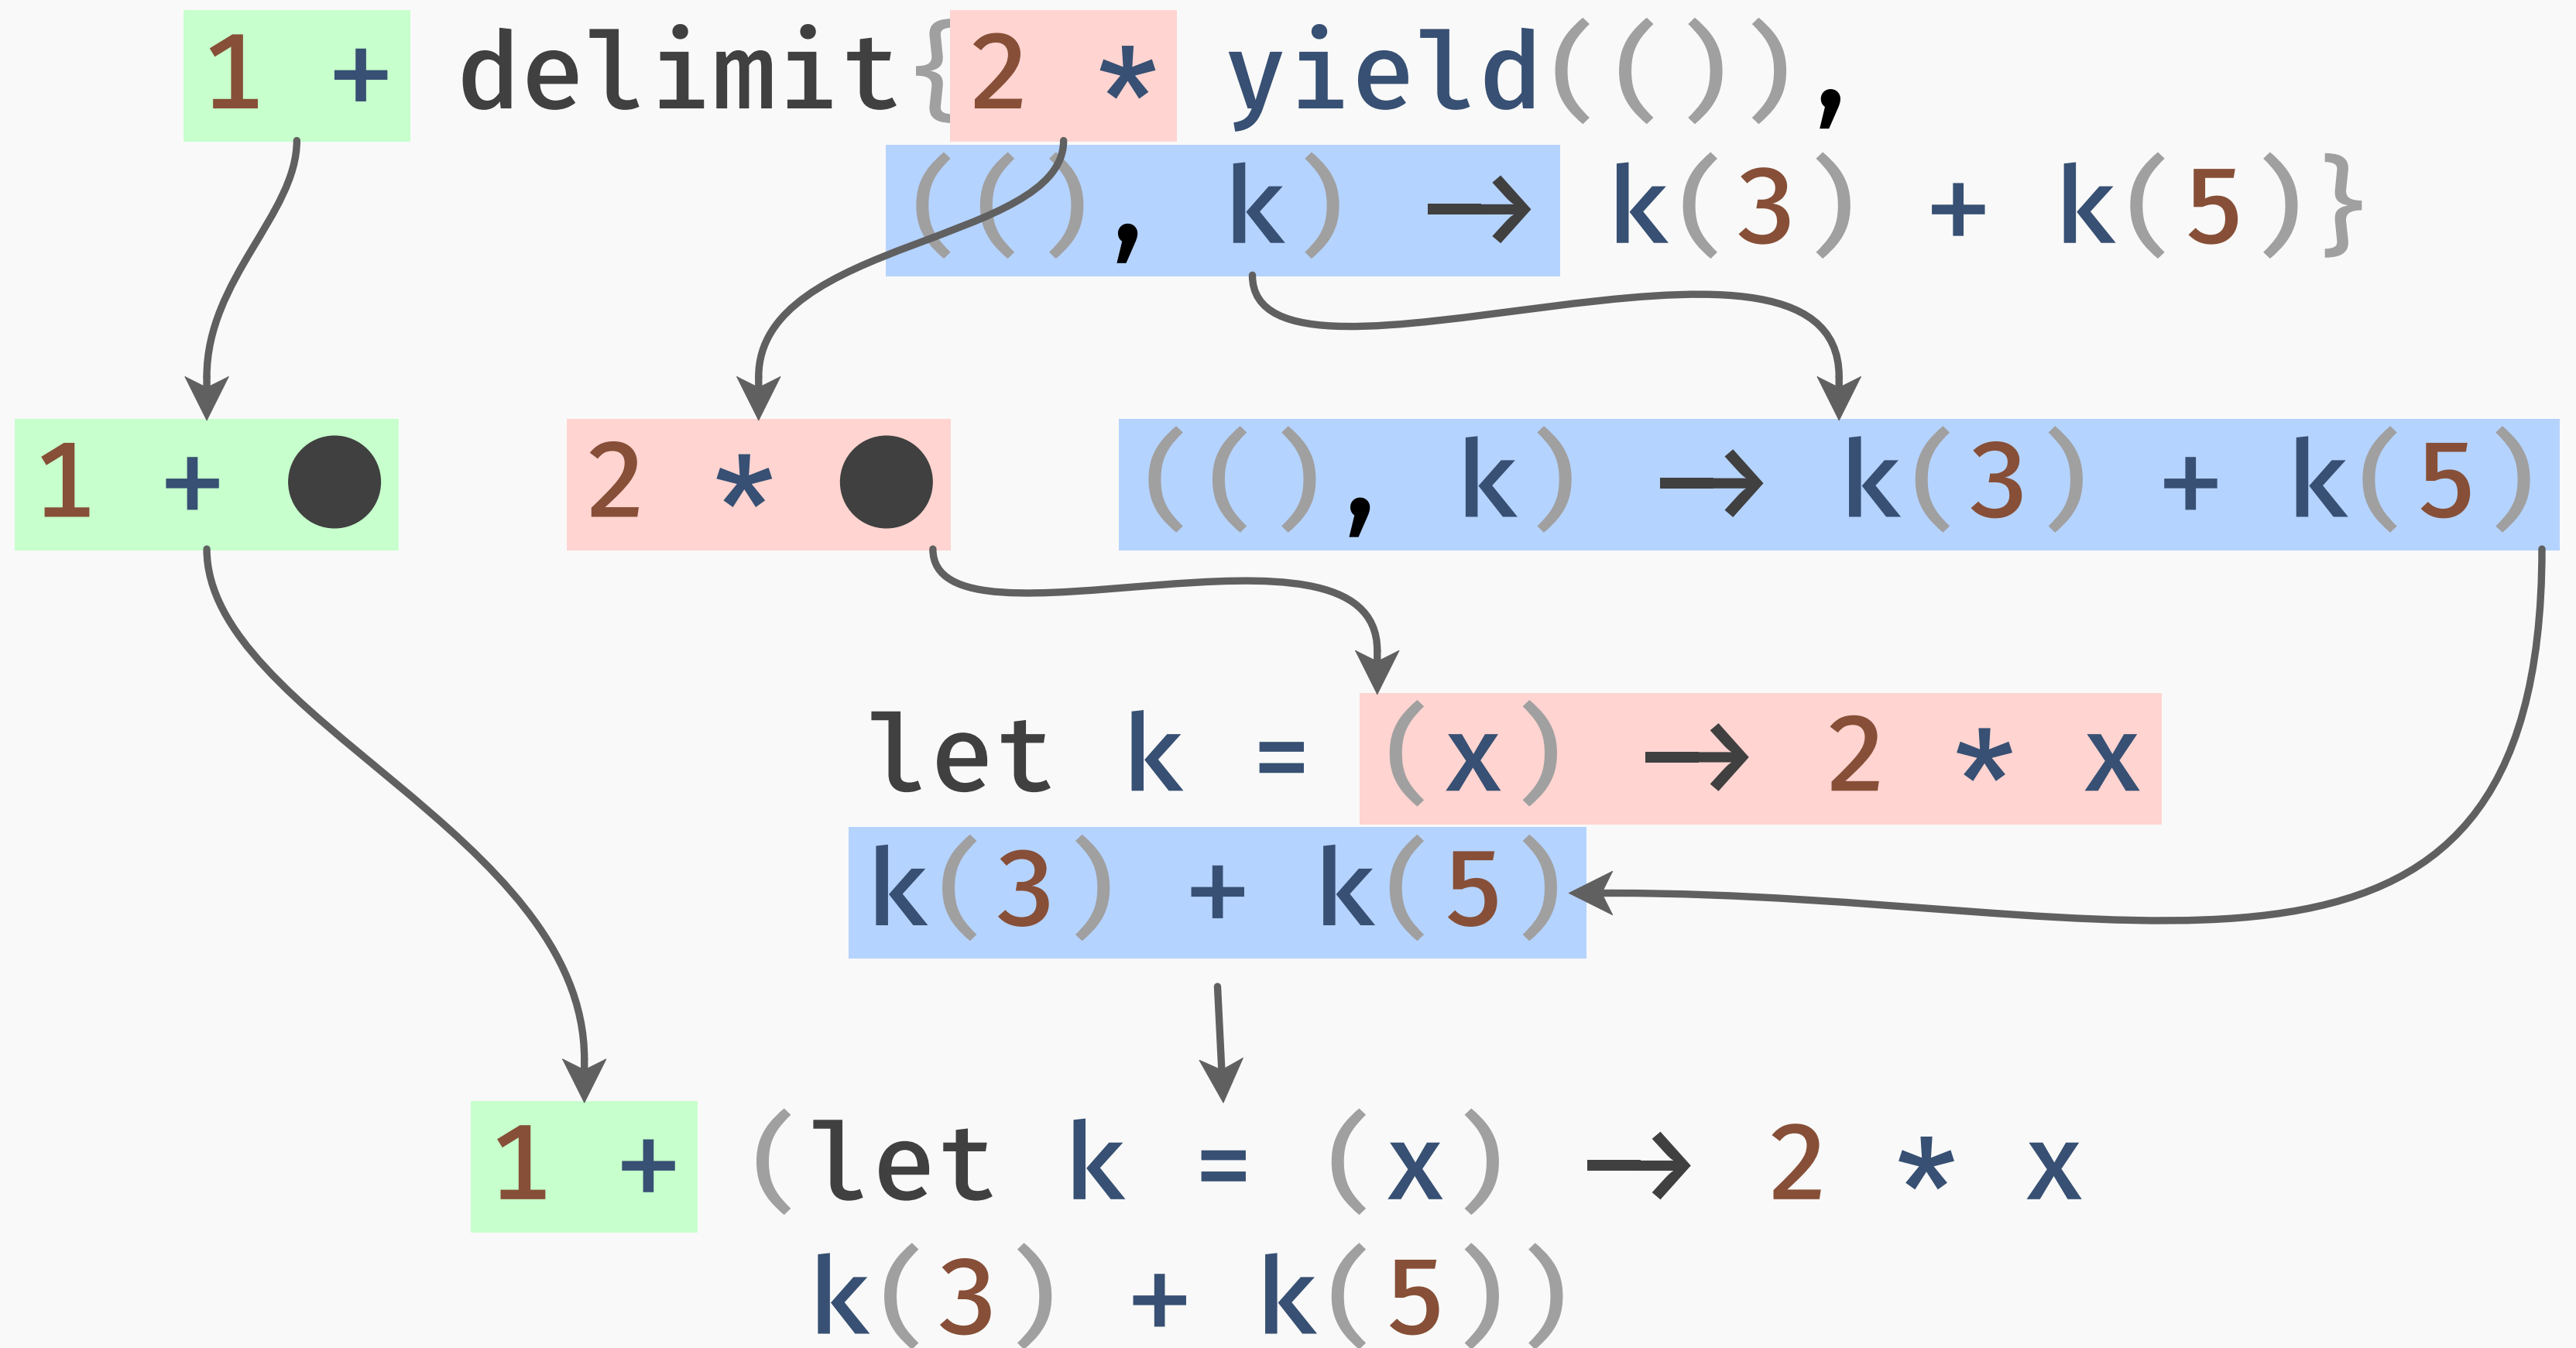 1 + delimit{2 * yield(()),
((), k) → k(3) + k(5)}
1 + ●
2 * ●
((), k) → k(3) + k(5)
let k = (x) → 2 * x
k(3) + k(5)
1 + (let k = (x) → 2 * x
k(3) + k(5))